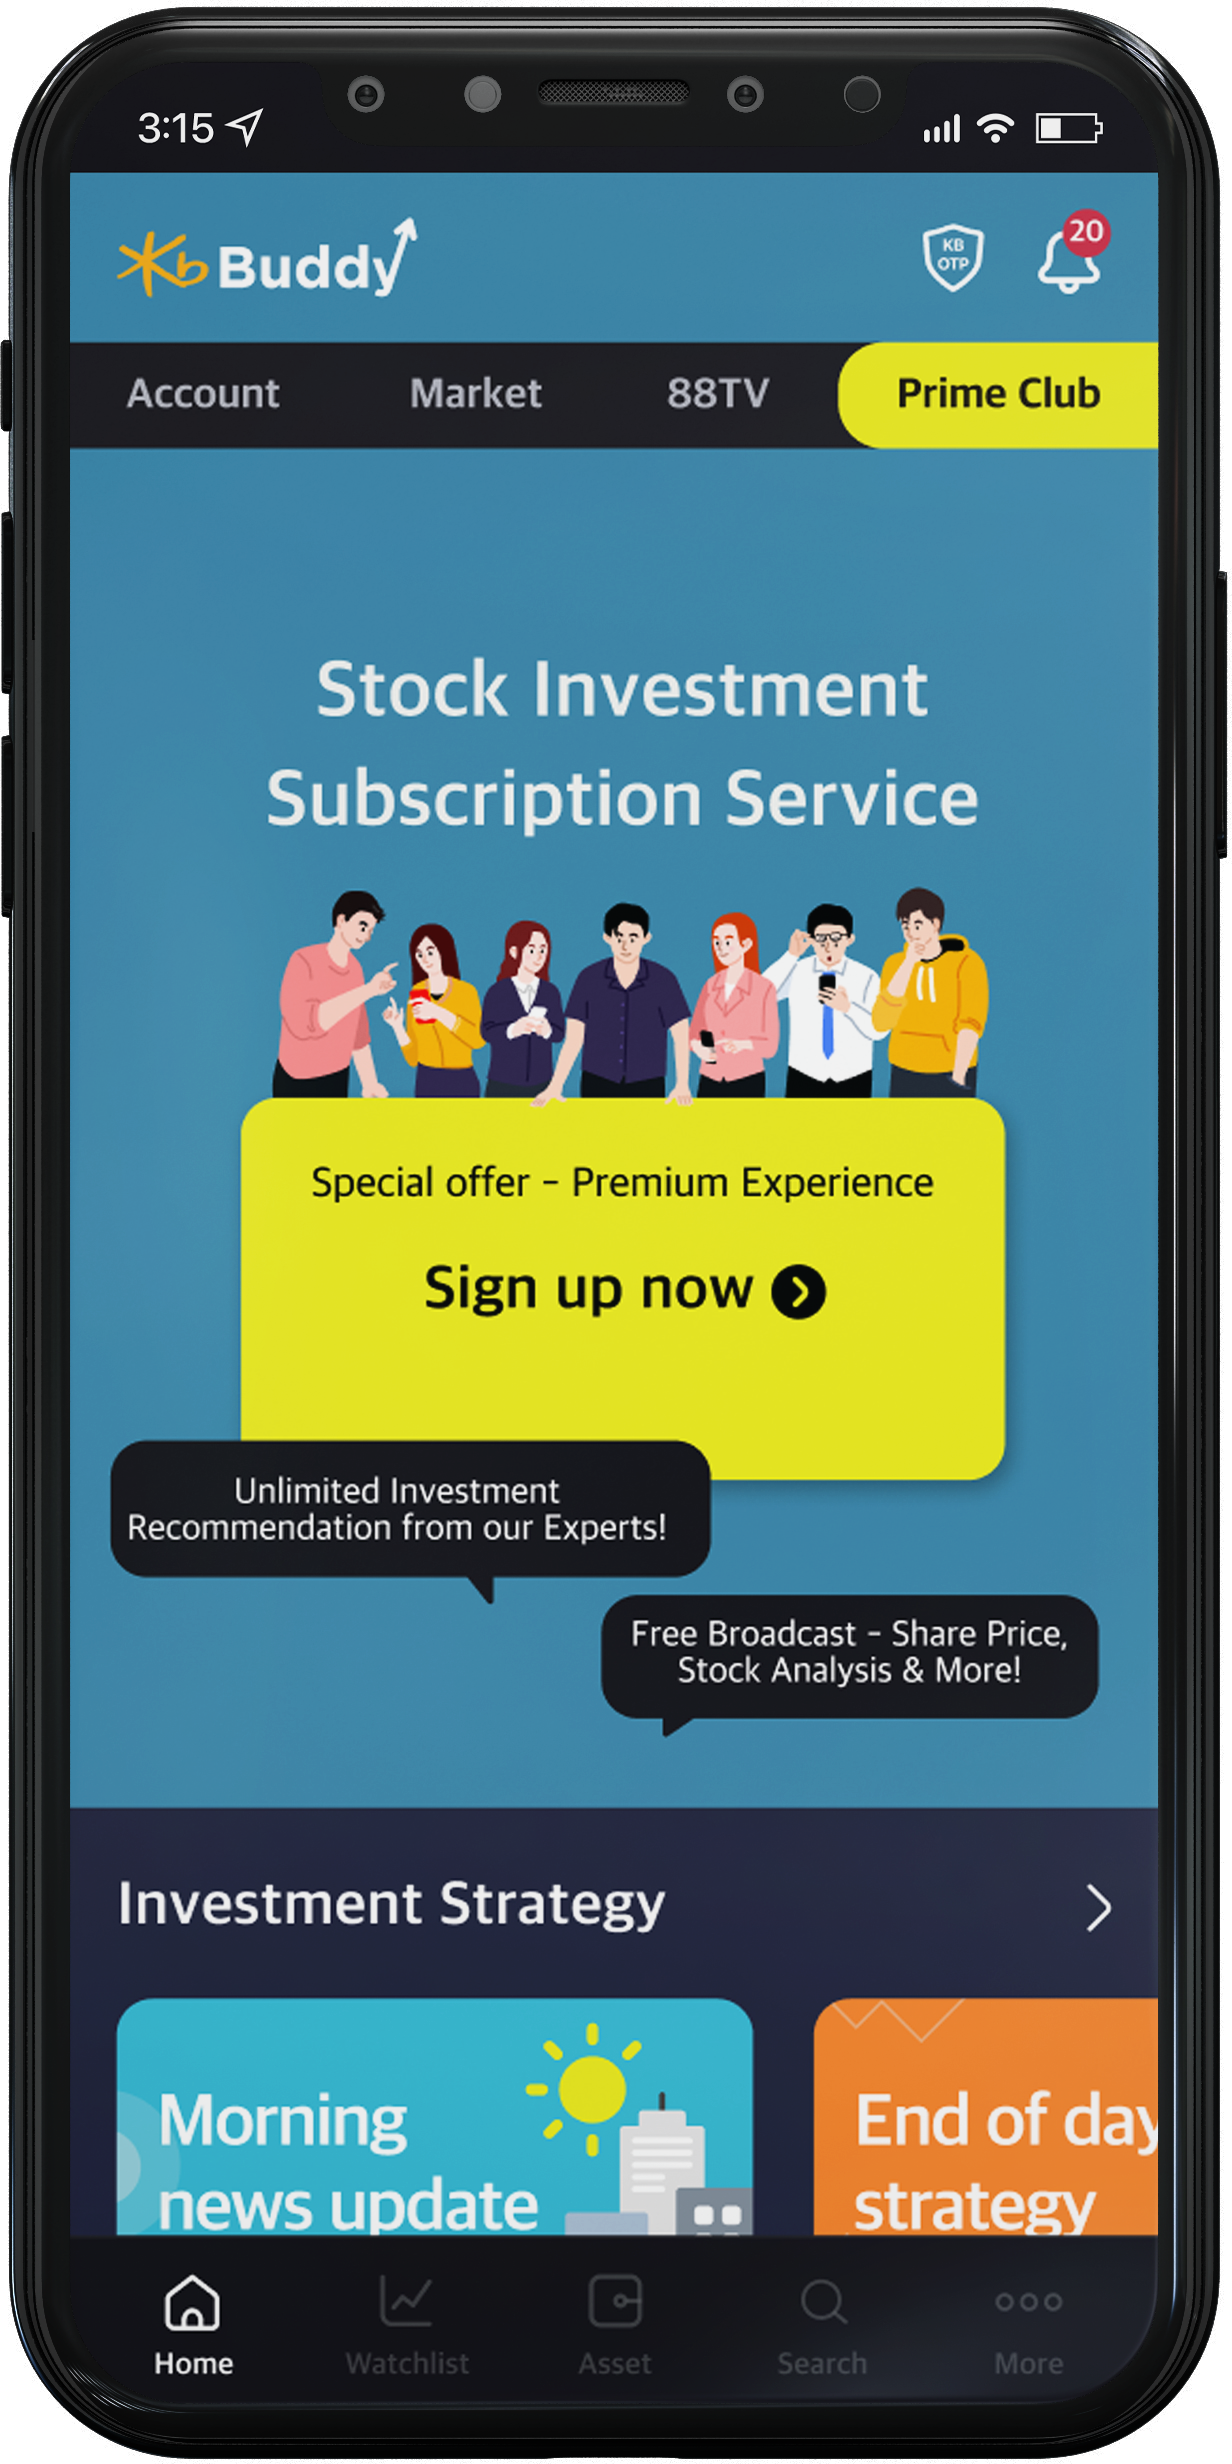 3:15
Kb Buddy
KB
OTP
20
Account Market 88TV Prime Club
Stock Investment
Subscription Service
Special offer - Premium Experience
Sign up now
Unlimited Investment
Recommendation from our Experts!
Free Broadcast - Share Price,
Stock Analysis & More!
Investment Strategy
Morning
news update
End of day
strategy
Home Watchlist Asset Search More